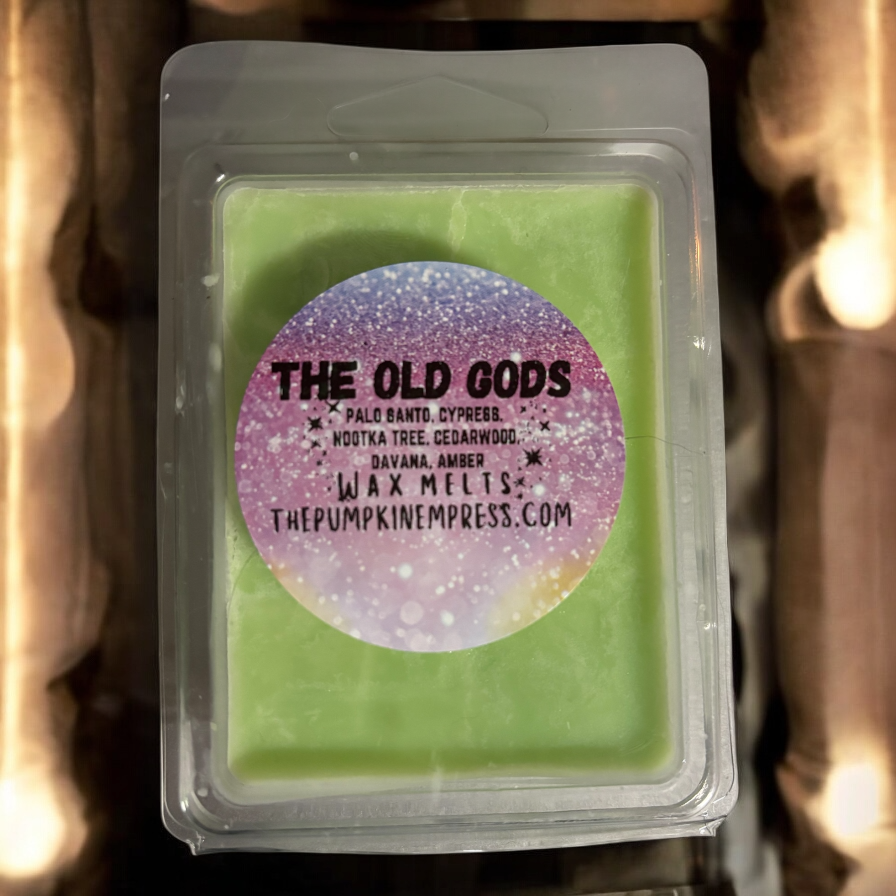 THE OLD GODS
PALO SANTO, CYPRESS,
NOOTKA TREE, CEDARWOOD,
DAVANA, AMBER
WAX MELTS
THEPUMPKINEMPRESS.COM